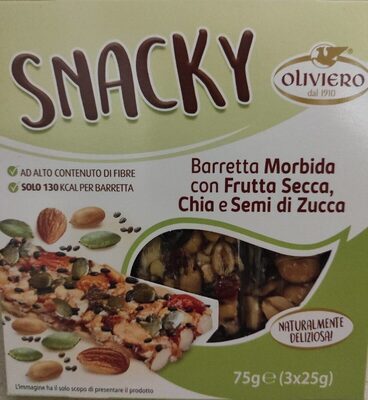 SNACKY
OLIVIERO
dal 1910
AD ALTO CONTENUTO DI FIBRE
SOLO 130 KCAL PER BARRETTA
Barretta Morbida
con Frutta Secca,
Chia e Semi di Zucca
NATURALMENTE
DELIZIOSA!
75g℮ (3x25g)
L'immagine ha il solo scopo di presentare il prodotto